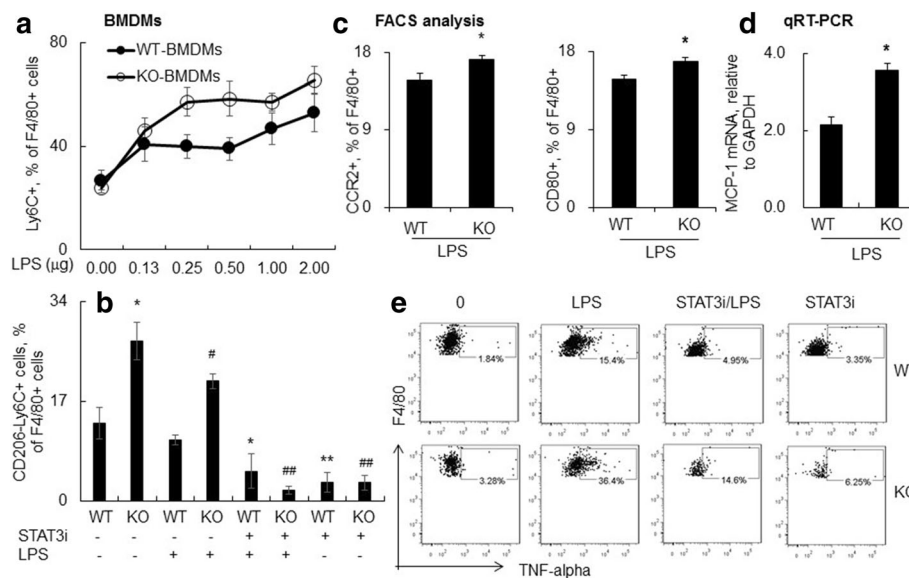 a
BMDMs
WT-BMDMs
KO-BMDMs
Ly6C+, % of F4/80+ cells
80
60
40
20
0
LPS (µg)
0.00 0.13 0.25 0.50 1.00 2.00
b
CD206-Ly6C+ cells, %
of F4/80+ cells
34
17
0
* # * ## ** ##
WT KO WT KO WT KO WT KO
STAT3i - - - - + + + +
LPS - - + + + + - -
c
FACS analysis
CCR2+, % of F4/80+
18
9
0
*
WT KO
LPS
CD80+, % of F4/80+
18
9
0
*
WT KO
LPS
d
qRT-PCR
MCP-1 mRNA, relative
to GAPDH
4.0
2.0
0.0
*
WT KO
LPS
e
0 LPS STAT3i/LPS STAT3i
1.84% 15.4% 4.95% 3.35%
W
3.28% 36.4% 14.6% 6.25%
KO
F4/80
TNF-alpha